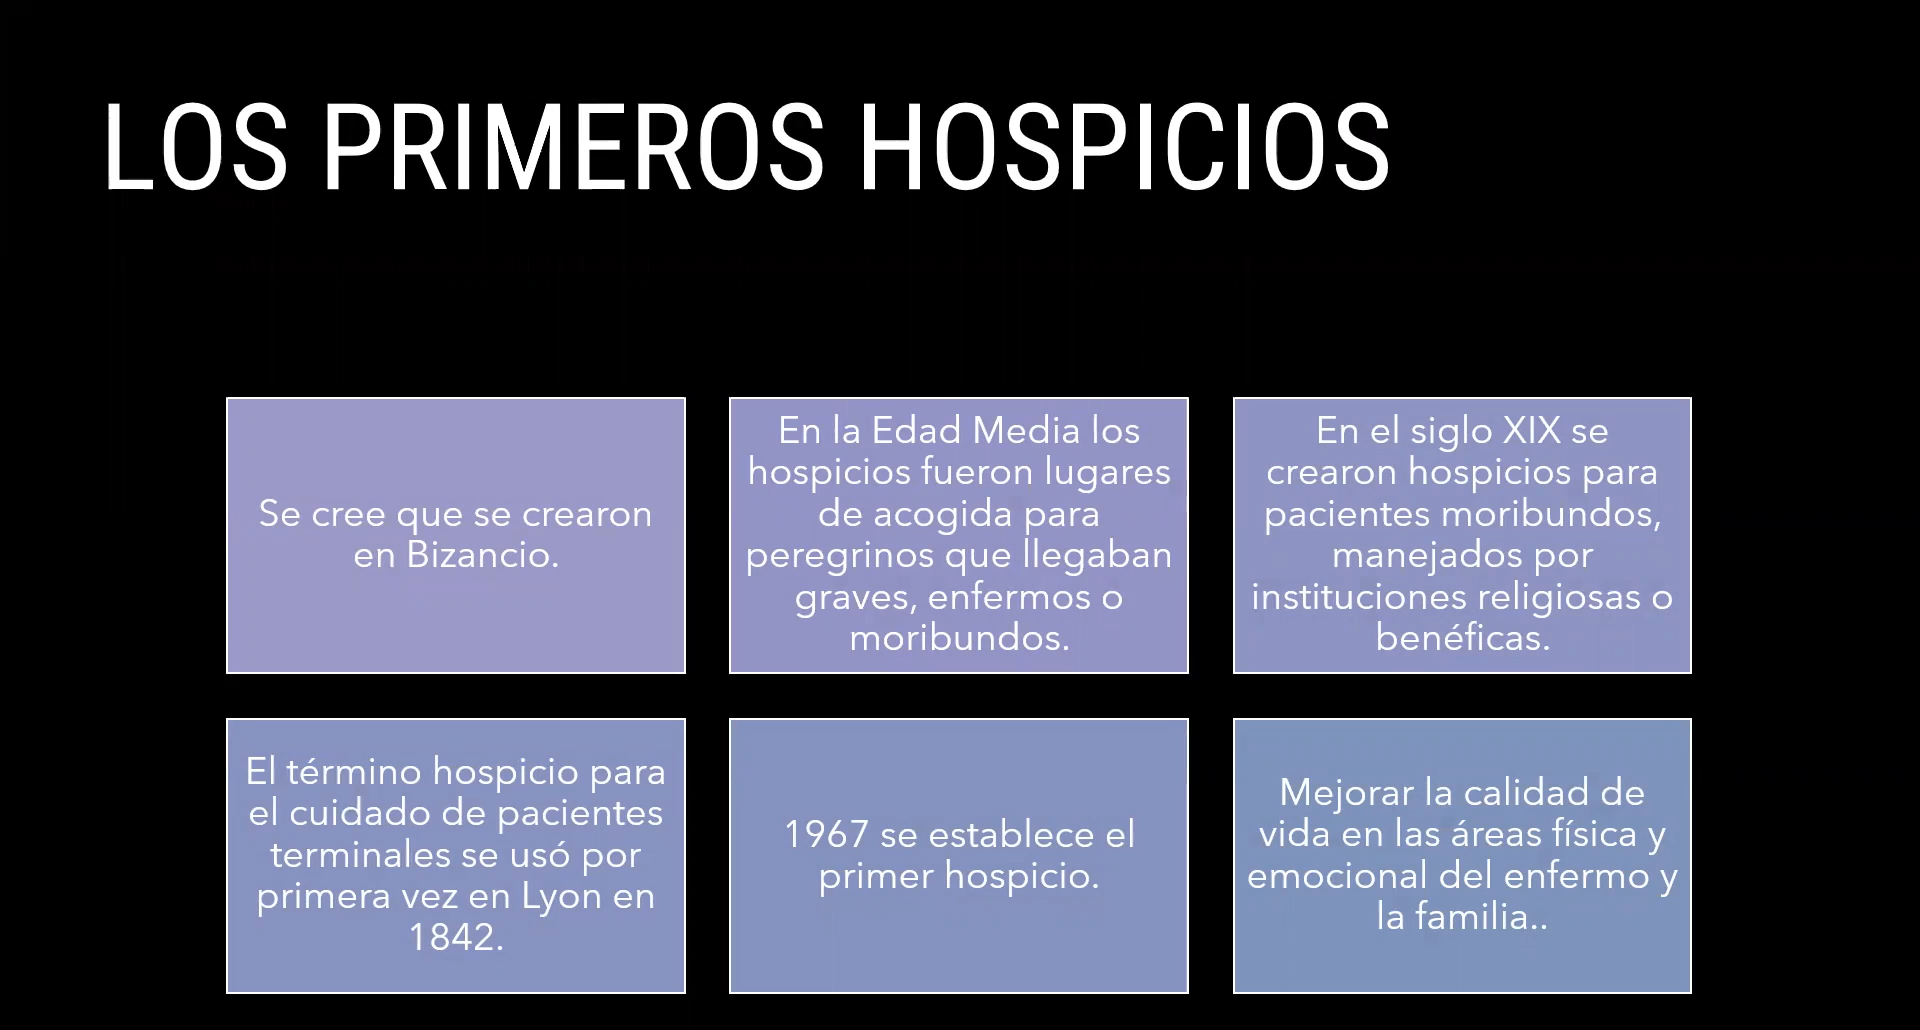 LOS PRIMEROS HOSPICIOS
Se cree que se crearon
en Bizancio.
En la Edad Media los
hospicios fueron lugares
de acogida para
peregrinos que llegaban
graves, enfermos o
moribundos.
En el siglo XIX se
crearon hospicios para
pacientes moribundos,
manejados por
instituciones religiosas o
benéficas.
El término hospicio para
el cuidado de pacientes
terminales se usó por
primera vez en Lyon en
1842.
1967 se establece el
primer hospicio.
Mejorar la calidad de
vida en las áreas física y
emocional del enfermo y
la familia..